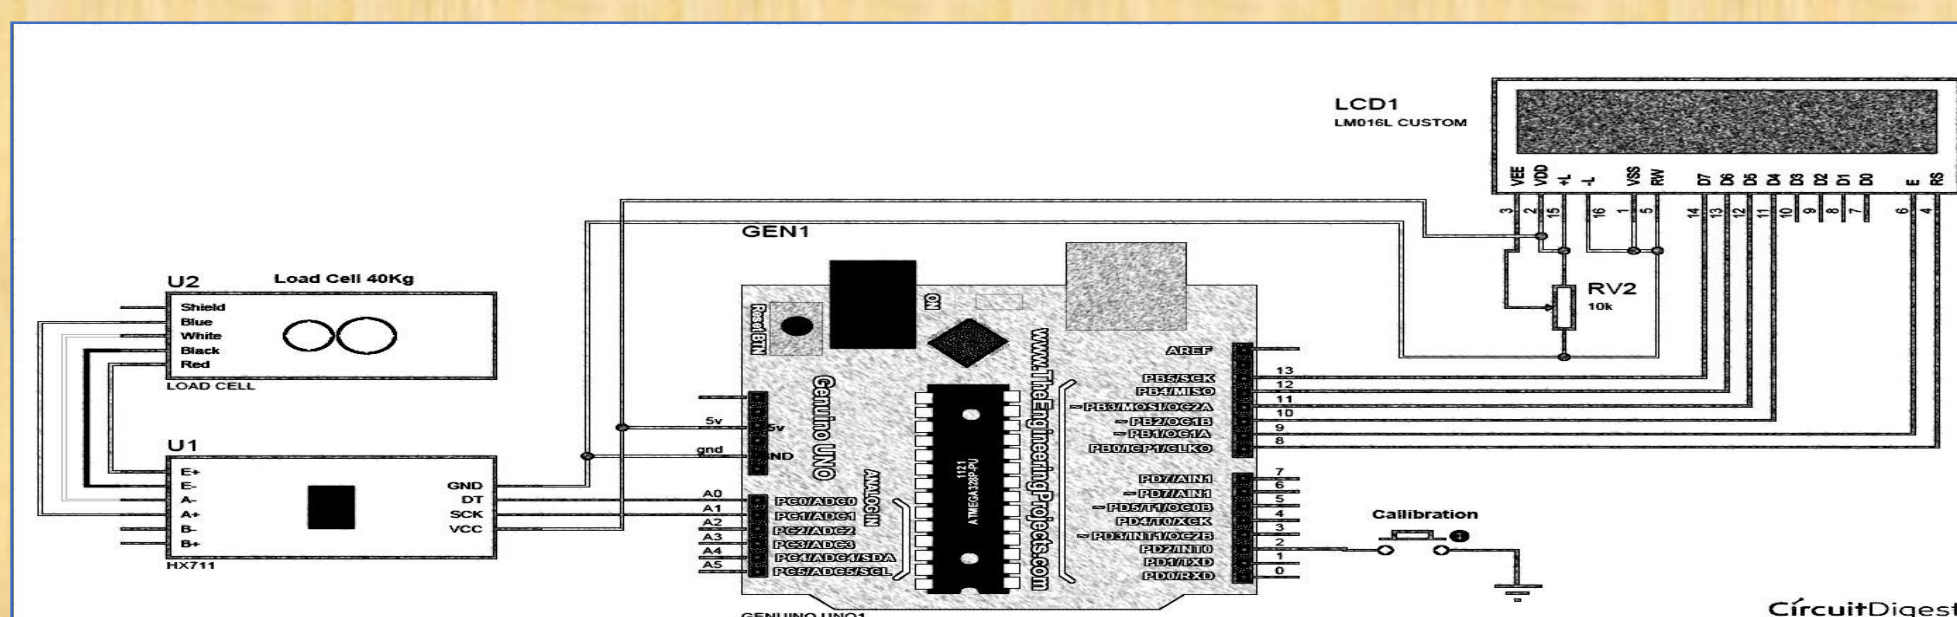 LCD1
LM016L CUSTOM
VEE
VDD
+L
-L
VSS
RW
D7
D6
D5
D4
D3
D2
D1
D0
E
RS
3
2
15
16
1
5
14
13
12
11
10
9
8
7
6
4
RV2
10k
U2
Load Cell 40Kg
Shield
Blue
White
Black
Red
LOAD CELL
U1
E+
E-
A-
A+
B-
B+
GND
DT
SCK
VCC
HX711
GEN1
Reset BTN
ON
Genuino UNO
www.TheEngineeringProjects.com
ANALOG IN
1121
ATMEGA328P-PU
5v
5v
gnd
ND
A0
A1
A2
A3
A4
A5
PC0/ADC0
PC1/ADC1
PC2/ADC2
PC3/ADC3
PC4/ADC4/SDA
PC5/ADC5/SCL
AREF
PB5/SCK
PB4/MISO
~PB3/MOSI/OC2A
~PB2/OC1B
~PB1/OC1A
PB0/ICP1/CLKO
13
12
11
10
9
8
PD7/AIN1
~PD7/AIN1
~PD5/T1/OC0B
PD4/T0/XCK
~PD3/INT1/OC2B
PD2/INT0
PD1/TXD
PD0/RXD
7
6
5
4
3
2
1
0
Callibration
GENUINO UNO1
CircuitDigest